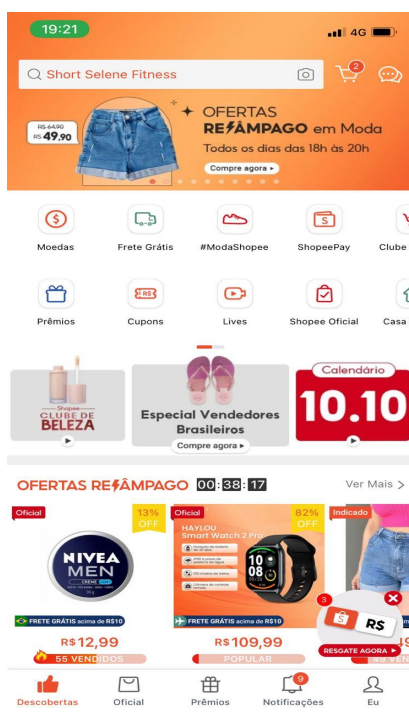 19:21
4G
Short Selene Fitness
2
OFERTAS
RELÂMPAGO em Moda
Todos os dias das 18h às 20h
Compre agora
R$ 64,90
R$ 49,90
Moedas
Frete Grátis
#ModaShopee
ShopeePay
Clube
Prêmios
Cupons
Lives
Shopee Oficial
Casa
Shopee
CLUBE DE
BELEZA
Especial Vendedores
Brasileiros
Compre agora
Calendário
10.10
OFERTAS RELÂMPAGO 00:38:17
Ver Mais >
Oficial
13%
OFF
NIVEA
MEN
CREME
FRETE GRÁTIS acima de R$10
R$12,99
55 VENDIDOS
Oficial
82%
OFF
HAYLOU
Smart Watch 2 Pro
10
08
FRETE GRÁTIS acima de R$10
R$109,99
POPULAR
Indicado
3
S R$
RESGATE AGORA
Descobertas
Oficial
Prêmios
9
Notificações
Eu